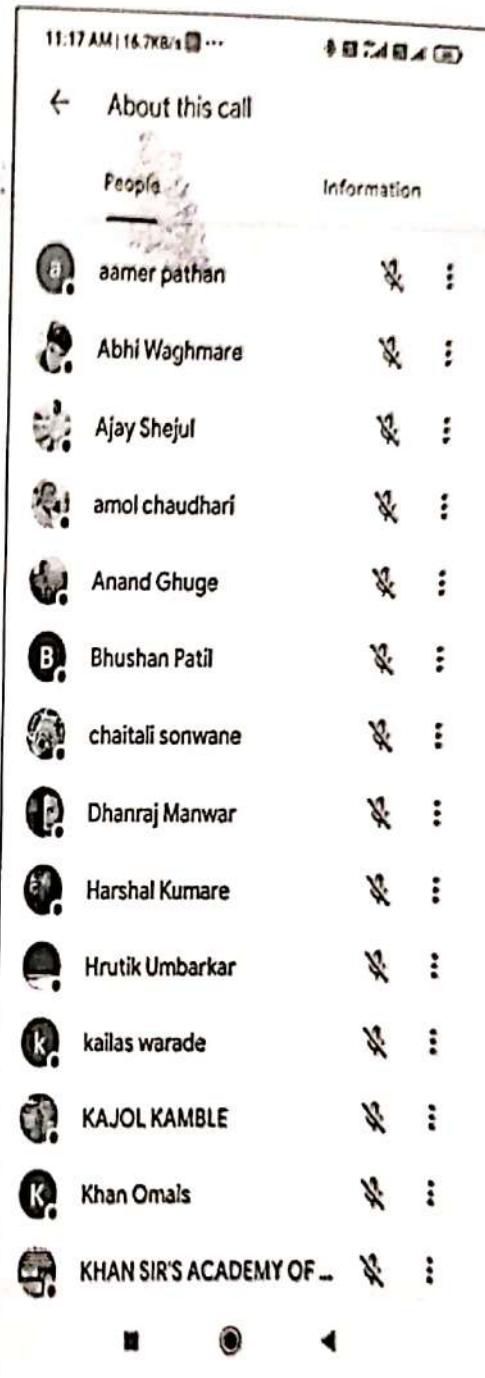 11:17 AM | 16.7KB/s ...
← About this call
People Information
a aamer pathan
Abhi Waghmare
Ajay Shejul
amol chaudhari
Anand Ghuge
B Bhushan Patil
chaitali sonwane
Dhanraj Manwar
Harshal Kumare
Hrutik Umbarkar
k kailas warade
KAJOL KAMBLE
K Khan Omais
KHAN SIR'S ACADEMY OF ...